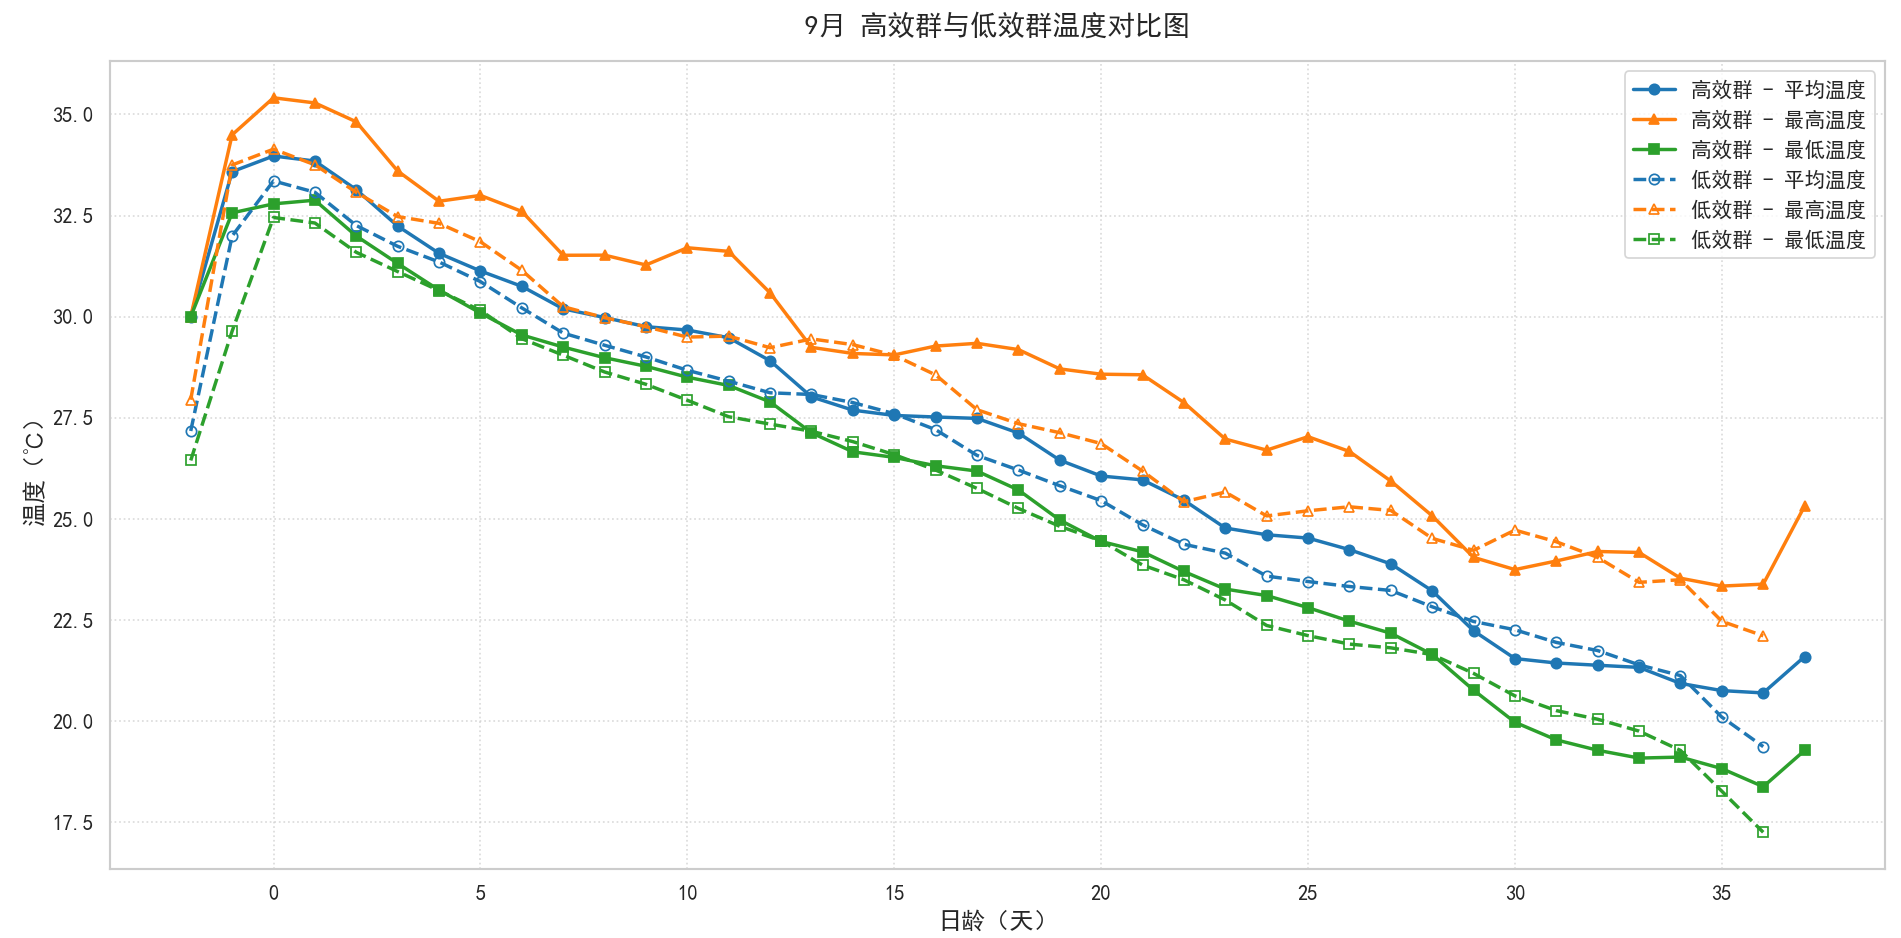 9月 高效群与低效群温度对比图
高效群 - 平均温度
高效群 - 最高温度
高效群 - 最低温度
低效群 - 平均温度
低效群 - 最高温度
低效群 - 最低温度
温度（℃）
35.0
32.5
30.0
27.5
25.0
22.5
20.0
17.5
0 5 10 15 20 25 30 35
日龄（天）